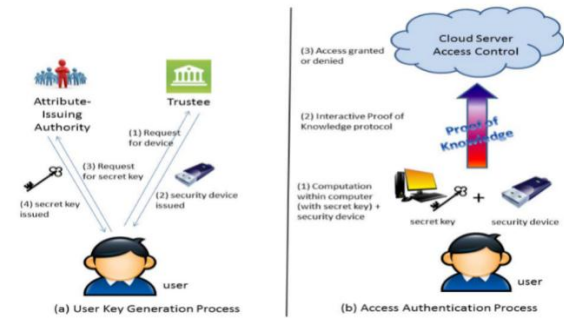 Attribute-
Issuing
Authority
Trustee
(1) Request
for device
(3) Request
for secret key
(2) security device
issued
(4) secret key
issued
user
(a) User Key Generation Process
Cloud Server
Access Control
(3) Access granted
or denied
(2) Interactive Proof of
Knowledge protocol
Proof of
Knowledge
(1) Computation
within computer
(with secret key) +
security device
+
secret key
security device
user
(b) Access Authentication Process